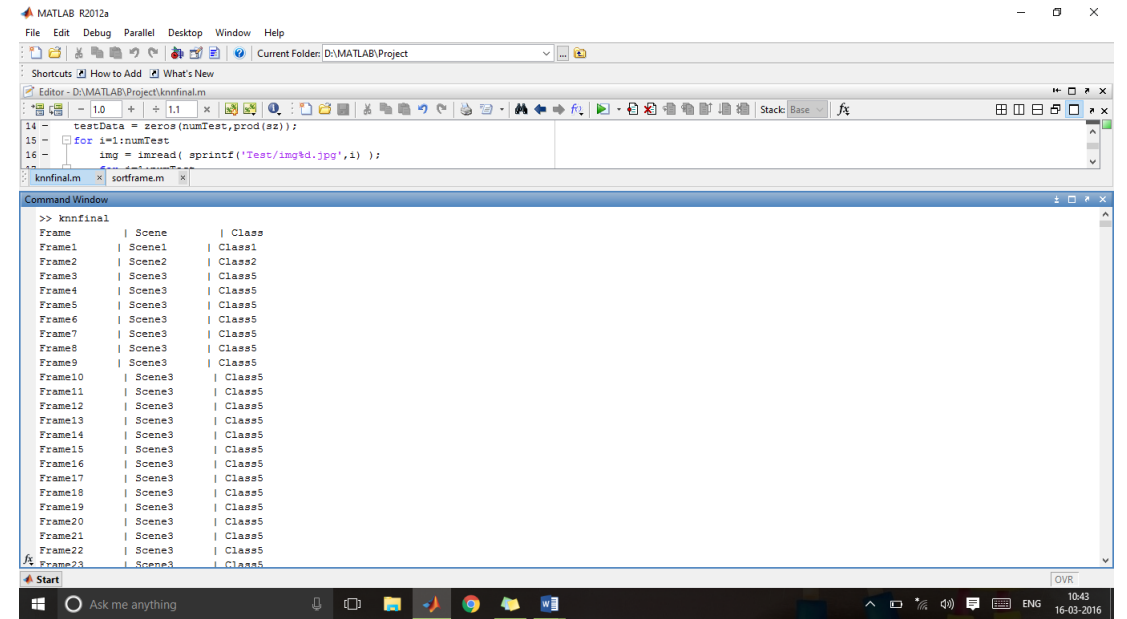 MATLAB R2012a
File Edit Debug Parallel Desktop Window Help
Current Folder: D:\MATLAB\Project
Shortcuts How to Add What's New
Editor - D:\MATLAB\Project\knnfinal.m
− 1.0 + ÷ 1.1 × Stack: Base fx
14 − testData = zeros(numTest,prod(sz));
15 − for i=1:numTest
16 − img = imread( sprintf('Test/img%d.jpg',i) );
knnfinal.m × sortframe.m ×
Command Window
>> knnfinal
Frame | Scene | Class
Frame1 | Scene1 | Class1
Frame2 | Scene2 | Class2
Frame3 | Scene3 | Class5
Frame4 | Scene3 | Class5
Frame5 | Scene3 | Class5
Frame6 | Scene3 | Class5
Frame7 | Scene3 | Class5
Frame8 | Scene3 | Class5
Frame9 | Scene3 | Class5
Frame10 | Scene3 | Class5
Frame11 | Scene3 | Class5
Frame12 | Scene3 | Class5
Frame13 | Scene3 | Class5
Frame14 | Scene3 | Class5
Frame15 | Scene3 | Class5
Frame16 | Scene3 | Class5
Frame17 | Scene3 | Class5
Frame18 | Scene3 | Class5
Frame19 | Scene3 | Class5
Frame20 | Scene3 | Class5
Frame21 | Scene3 | Class5
Frame22 | Scene3 | Class5
fx Frame23 | Scene3 | Class5
Start OVR
Ask me anything ENG 10:43
16-03-2016